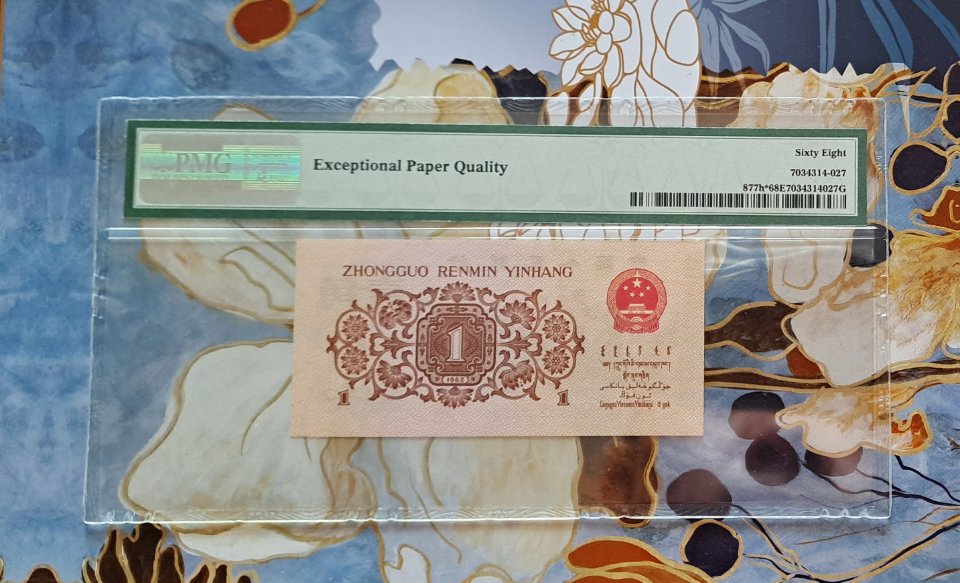 PMG
Exceptional Paper Quality
Sixty Eight
7034314-027
877h*68E7034314027G
ZHONGGUO RENMIN YINHANG
1
1962
1
1